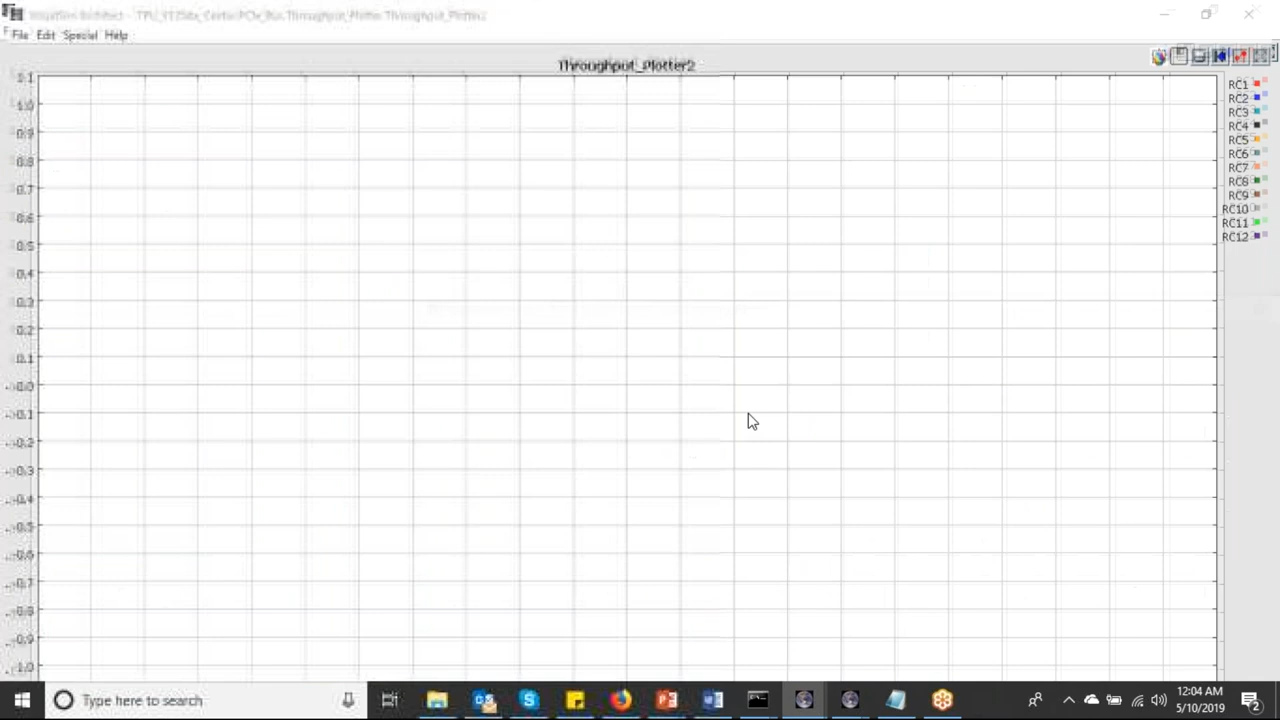 File Edit Special Help
Throughput_Plotter2
1.1
1.0
0.9
0.8
0.7
0.6
0.5
0.4
0.3
0.2
0.1
-0.0
-0.1
-0.2
-0.3
-0.4
-0.5
-0.6
-0.7
-0.8
-0.9
-1.0
RC1
RC2
RC3
RC4
RC5
RC6
RC7
RC8
RC9
RC10
RC11
RC12
Type here to search
12:04 AM
5/10/2019
2